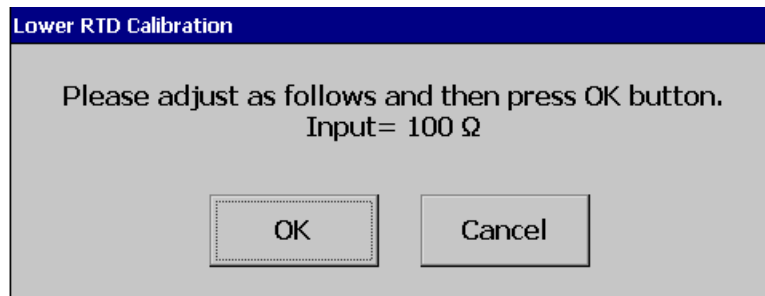 Lower RTD Calibration
Please adjust as follows and then press OK button.
Input= 100 Ω
OK
Cancel